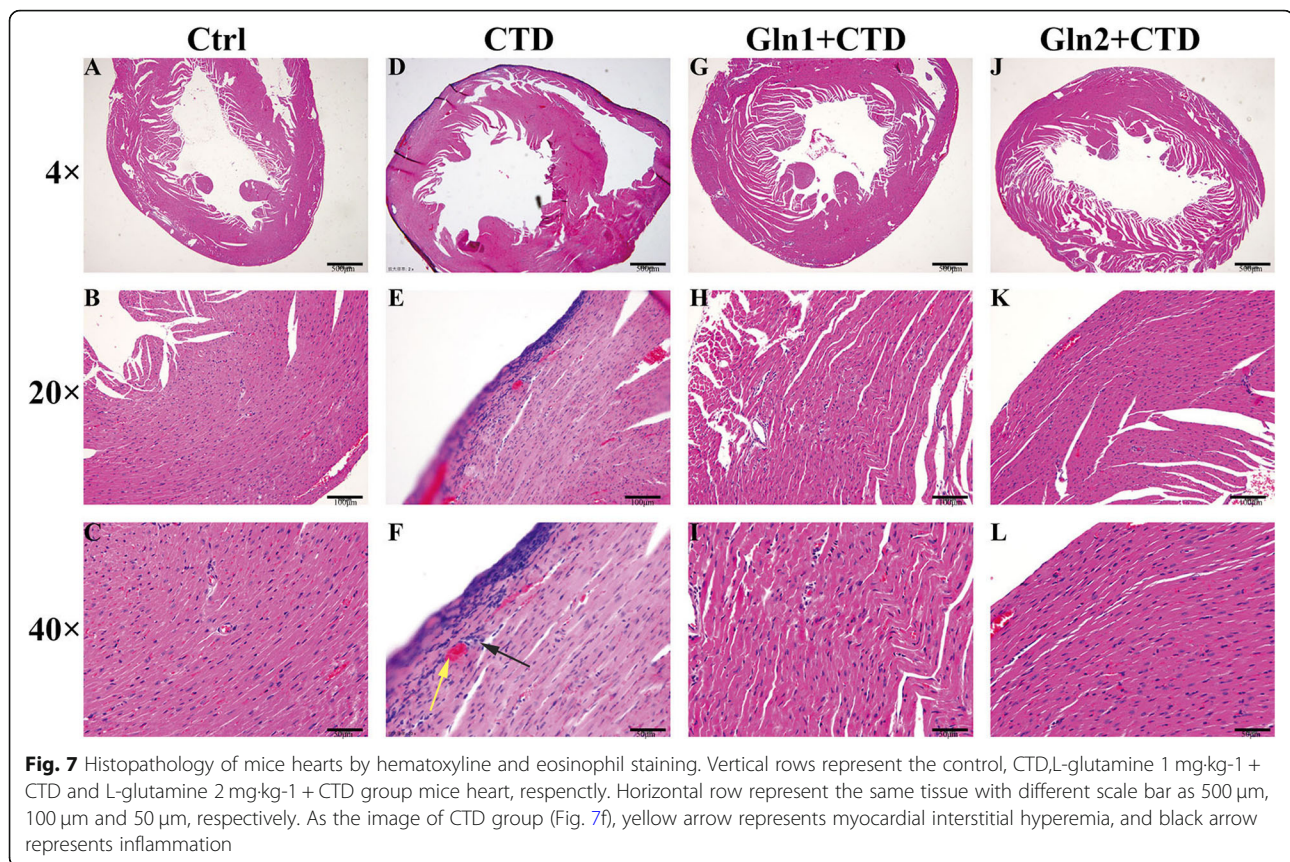 Ctrl CTD Gln1+CTD Gln2+CTD
A D G J
4×
500μm 500μm 500μm 500μm
B E H K
20×
100μm 100μm 100μm 100μm
C F I L
40×
50μm 50μm 50μm 50μm
Fig. 7 Histopathology of mice hearts by hematoxyline and eosinophil staining. Vertical rows represent the control, CTD,L-glutamine 1 mg·kg-1 +
CTD and L-glutamine 2 mg·kg-1 + CTD group mice heart, respenctly. Horizontal row represent the same tissue with different scale bar as 500 μm,
100 μm and 50 μm, respectively. As the image of CTD group (Fig. 7f), yellow arrow represents myocardial interstitial hyperemia, and black arrow
represents inflammation